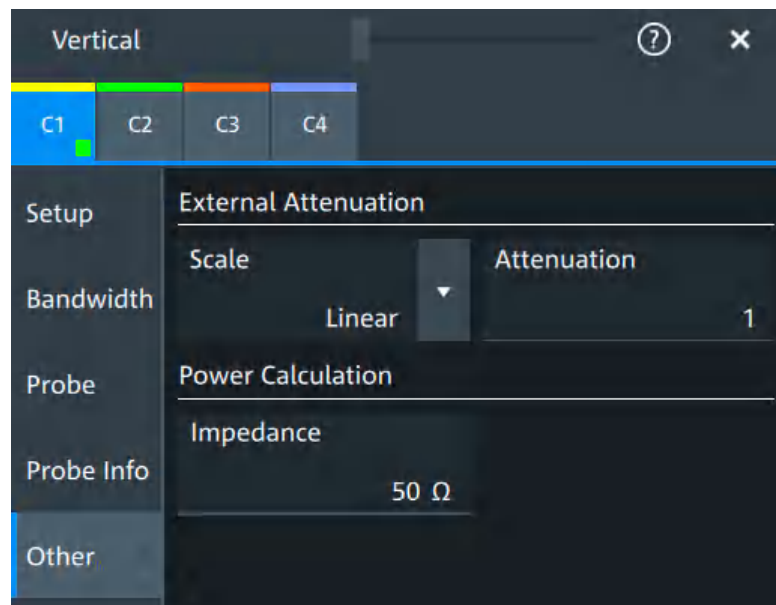 Vertical
?
C1 C2 C3 C4
Setup
Bandwidth
Probe
Probe Info
Other
External Attenuation
Scale
Linear
Attenuation
1
Power Calculation
Impedance
50 Ω